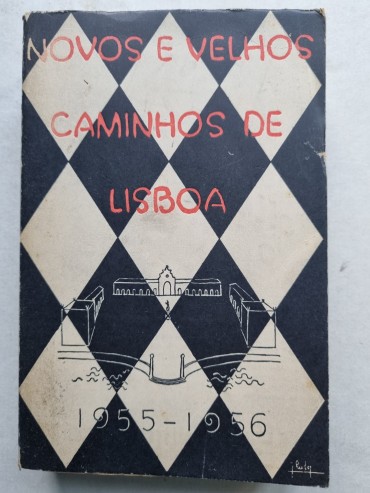 NOVOS E VELHOS
CAMINHOS DE
LISBOA
1955-1956